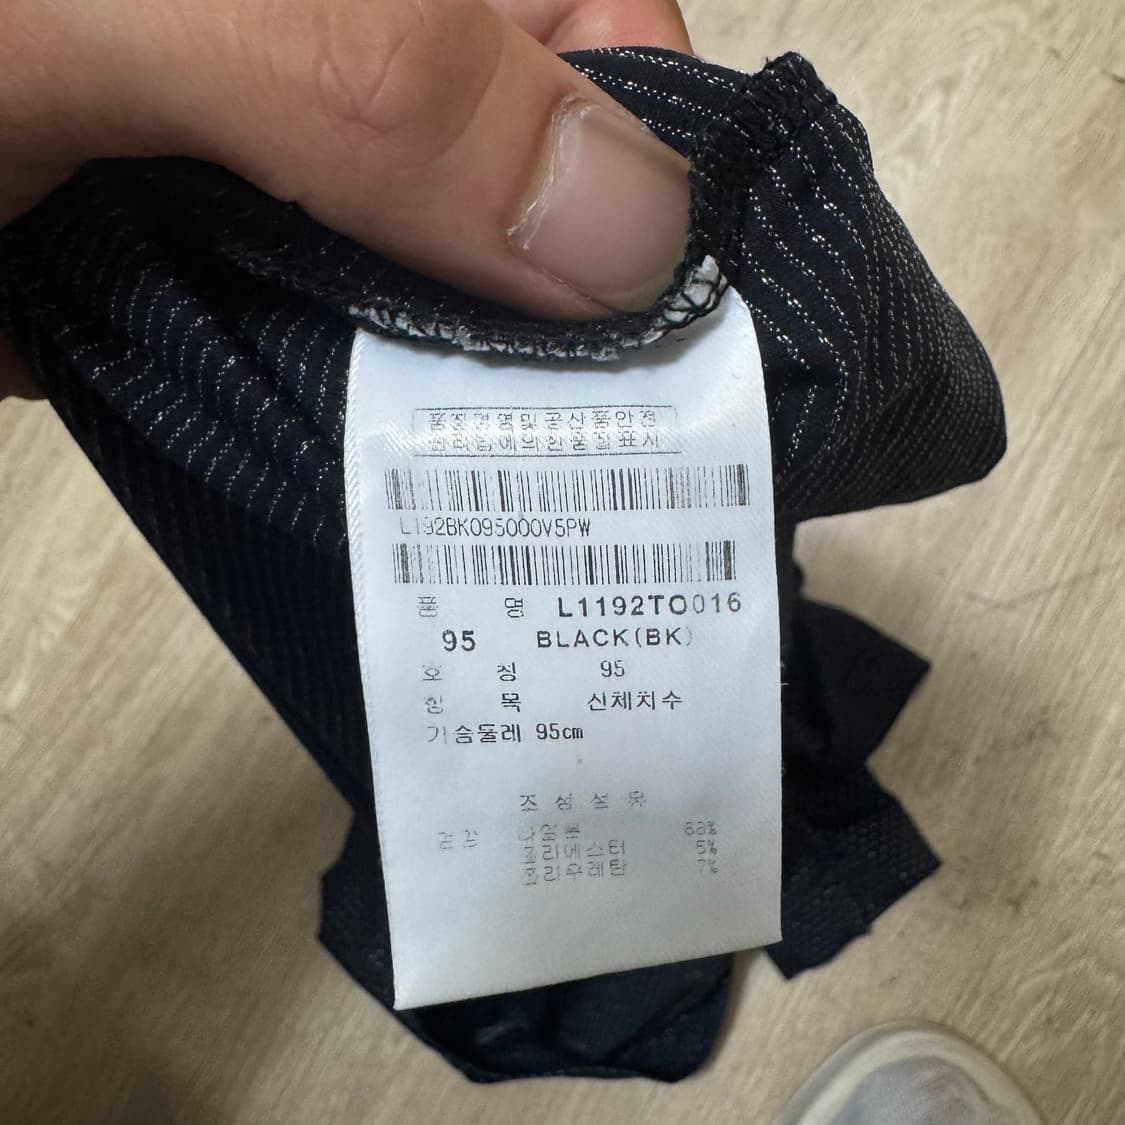 품질경영및공산품안전
관리법에의한품질표시
L192BK095000V5PW
품 명 L1192TO016
95 BLACK(BK)
호 칭 95
항 목 신체치수
가슴둘레 95cm
조 성 섬 유
겉감 나일론 88%
폴리에스터 5%
폴리우레탄 7%